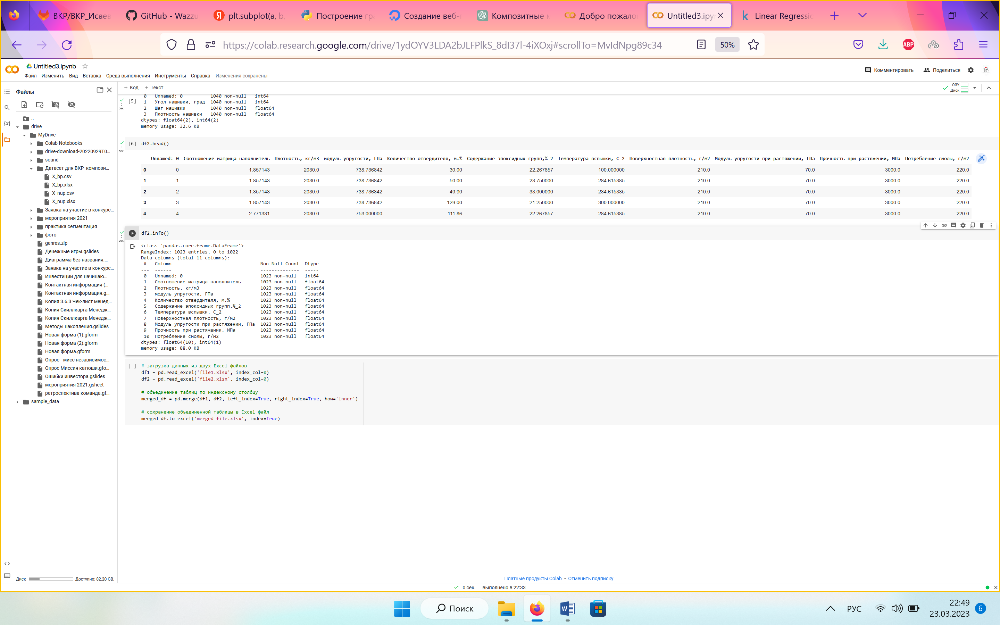 ВКР/ВКР_Исаев
GitHub - Wazzu
plt.subplot(a, b,
Построение гр
Создание веб-
Композитные
Добро пожало
Untitled3.ipy
Linear Regressi
https://colab.research.google.com/drive/1ydOYV3LDA2bJLFPlkS_8dI37l-4iXOxj#scrollTo=MvIdNpg89c34
50%
ABP
Untitled3.ipynb
Файл Изменить Вид Вставка Среда выполнения Инструменты Справка Изменения сохранены
Комментировать Поделиться
Файлы
+ Код + Текст
ОЗУ
Диск
..
drive
MyDrive
Colab Notebooks
drive-download-20220929T0...
sound
Датасет для ВКР_компози...
X_bp.csv
X_bp.xlsx
X_nup.csv
X_nup.xlsx
Заявка на участие в конкурс...
мероприятия 2021
практика сегментация
фото
genres.zip
Денежные игры.gslides
Диаграмма без названия....
Заявка на участие в конкурс...
Инвестиции для начинаю...
Контактная информация (...
Контактная информация.g...
Копия 3.6.3 Чек-лист менед...
Копия Скиллкарта Менедж...
Копия Скиллкарта Менедж...
Методы накопления.gslides
Новая форма (1).gform
Новая форма (2).gform
Новая форма.gform
Опрос - мисс независимос...
Опрос Миссия катюши.gfo...
Ошибки инвестора.gslides
мероприятия 2021.gsheet
ретроспектива команда.gf...
sample_data
Диск Доступно: 82.20 GB.
[5]
0
сек.
0 Unnamed: 0 1040 non-null int64
1 Угол нашивки, град 1040 non-null int64
2 Шаг нашивки 1040 non-null float64
3 Плотность нашивки 1040 non-null float64
dtypes: float64(2), int64(2)
memory usage: 32.6 KB
[6] df2.head()
0
сек.
Unnamed: 0 Соотношение матрица-наполнитель Плотность, кг/м3 модуль упругости, ГПа Количество отвердителя, м.% Содержание эпоксидных групп,%_2 Температура вспышки, С_2 Поверхностная плотность, г/м2 Модуль упругости при растяжении, ГПа Прочность при растяжении, МПа Потребление смолы, г/м2
0 0 1.857143 2030.0 738.736842 30.00 22.267857 100.000000 210.0 70.0 3000.0 220.0
1 1 1.857143 2030.0 738.736842 50.00 23.750000 284.615385 210.0 70.0 3000.0 220.0
2 2 1.857143 2030.0 738.736842 49.90 33.000000 284.615385 210.0 70.0 3000.0 220.0
3 3 1.857143 2030.0 738.736842 129.00 21.250000 300.000000 210.0 70.0 3000.0 220.0
4 4 2.771331 2030.0 753.000000 111.86 22.267857 284.615385 210.0 70.0 3000.0 220.0
df2.info()
0
сек.
<class 'pandas.core.frame.DataFrame'>
RangeIndex: 1023 entries, 0 to 1022
Data columns (total 11 columns):
# Column Non-Null Count Dtype
--- ------ -------------- -----
0 Unnamed: 0 1023 non-null int64
1 Соотношение матрица-наполнитель 1023 non-null float64
2 Плотность, кг/м3 1023 non-null float64
3 модуль упругости, ГПа 1023 non-null float64
4 Количество отвердителя, м.% 1023 non-null float64
5 Содержание эпоксидных групп,%_2 1023 non-null float64
6 Температура вспышки, С_2 1023 non-null float64
7 Поверхностная плотность, г/м2 1023 non-null float64
8 Модуль упругости при растяжении, ГПа 1023 non-null float64
9 Прочность при растяжении, МПа 1023 non-null float64
10 Потребление смолы, г/м2 1023 non-null float64
dtypes: float64(10), int64(1)
memory usage: 88.0 KB
[ ] # загрузка данных из двух Excel файлов
df1 = pd.read_excel('file1.xlsx', index_col=0)
df2 = pd.read_excel('file2.xlsx', index_col=0)
# объединение таблиц по индексному столбцу
merged_df = pd.merge(df1, df2, left_index=True, right_index=True, how='inner')
# сохранение объединенной таблицы в Excel файл
merged_df.to_excel('merged_file.xlsx', index=True)
Платные продукты Colab - Отменить подписку
0 сек. выполнено в 22:33
Поиск
РУС
22:49
23.03.2023
6